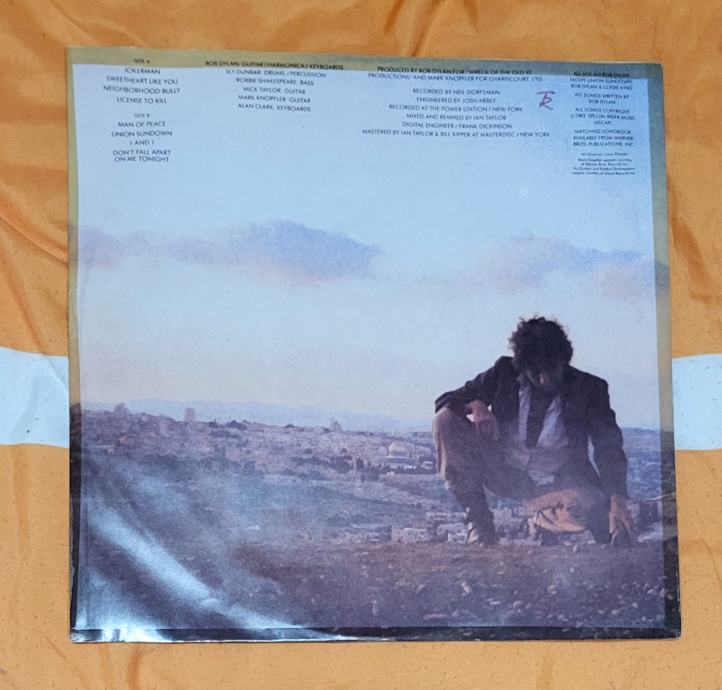 SIDE A
JOKERMAN
SWEETHEART LIKE YOU
NEIGHBORHOOD BULLY
LICENSE TO KILL
SIDE B
MAN OF PEACE
UNION SUNDOWN
I AND I
DON'T FALL APART
ON ME TONIGHT
BOB DYLAN: GUITAR / HARMONICA / KEYBOARDS
SLY DUNBAR: DRUMS / PERCUSSION
ROBBIE SHAKESPEARE: BASS
MICK TAYLOR: GUITAR
MARK KNOPFLER: GUITAR
ALAN CLARK: KEYBOARDS
PRODUCED BY BOB DYLAN FOR "WRECK OF THE OLD 97
PRODUCTIONS" AND MARK KNOPFLER FOR CHARISCOURT, LTD
RECORDED BY NEIL DORFSMAN
ENGINEERED BY JOSH ABBEY
RECORDED AT THE POWER STATION / NEW YORK
MIXED AND REMIXED BY IAN TAYLOR
DIGITAL ENGINEER / FRANK DICKINSON
MASTERED BY IAN TAYLOR & BILL KIPPER AT MASTERDISC / NEW YORK
ALL VOCALS BOB DYLAN
EXCEPT UNION SUNDOWN:
BOB DYLAN & CLYDIE KING
ALL SONGS WRITTEN BY
BOB DYLAN
ALL SONGS COPYRIGHT
©1983 SPECIAL RIDER MUSIC
(ASCAP)
MATCHING SONGBOOK
AVAILABLE FROM WARNER
BROS. PUBLICATIONS, INC.